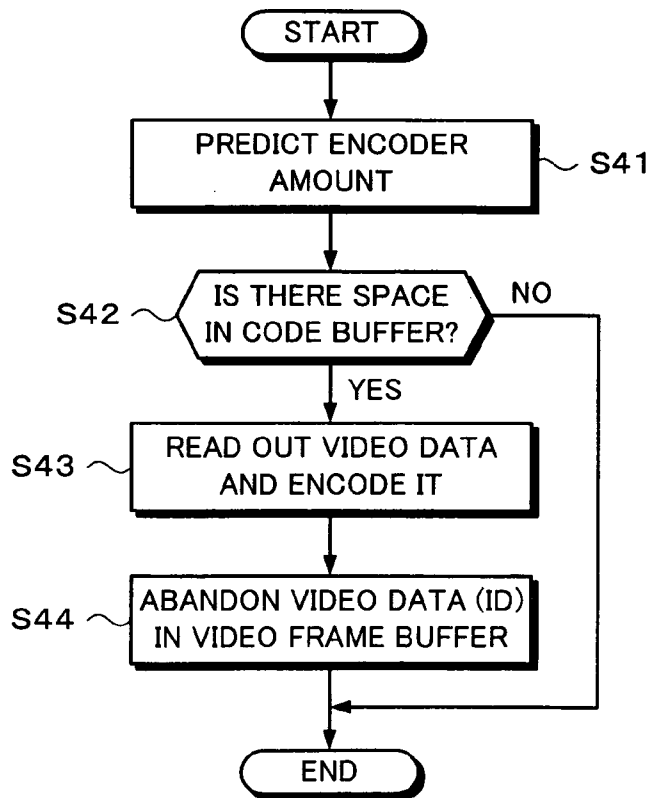 START
PREDICT ENCODER
AMOUNT
S41
IS THERE SPACE
IN CODE BUFFER?
S42
NO
YES
READ OUT VIDEO DATA
AND ENCODE IT
S43
ABANDON VIDEO DATA (ID)
IN VIDEO FRAME BUFFER
S44
END